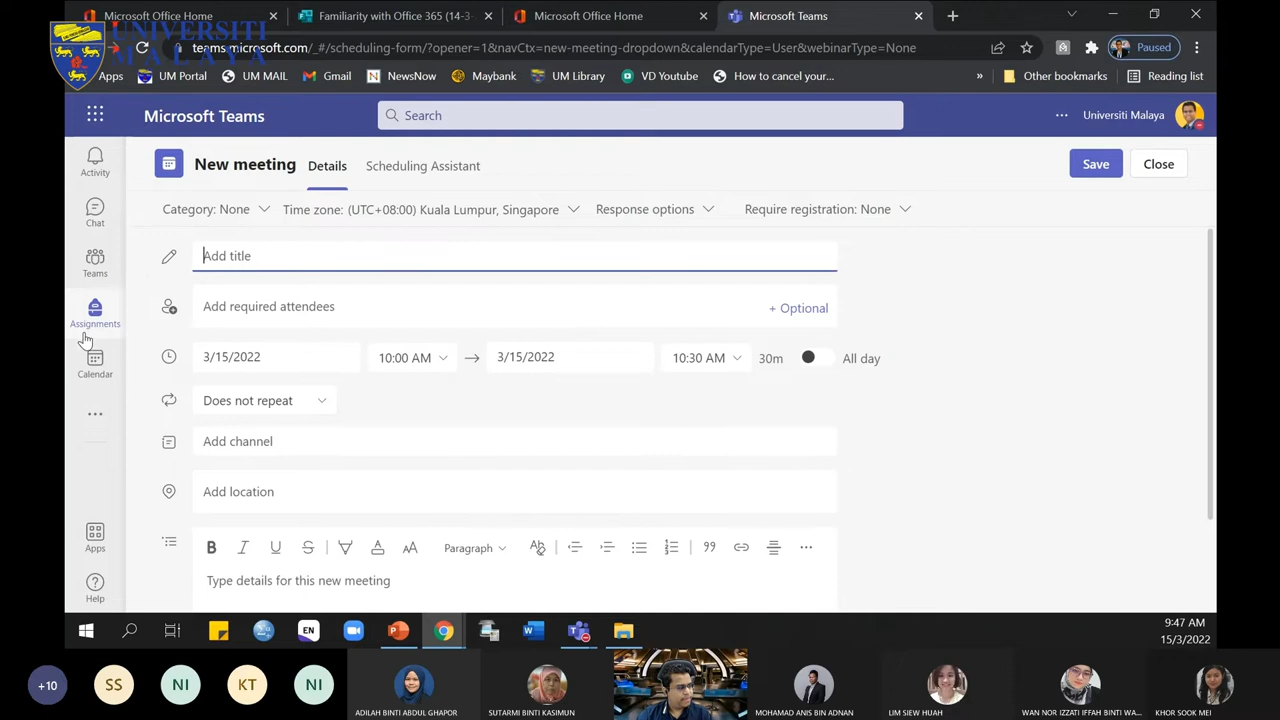 Microsoft Office Home
Familiarity with Office 365 (14-3-
Microsoft Office Home
Microsoft Teams
UNIVERSITI
MALAYA
teams.microsoft.com/_#/scheduling-form/?opener=1&navCtx=new-meeting-dropdown&calendarType=User&webinarType=None
Paused
Apps
UM Portal
UM MAIL
Gmail
NewsNow
Maybank
UM Library
VD Youtube
How to cancel your...
»
Other bookmarks
Reading list
Microsoft Teams
Search
Universiti Malaya
Activity
Chat
Teams
Assignments
Calendar
Apps
Help
New meeting
Details
Scheduling Assistant
Save
Close
Category: None
Time zone: (UTC+08:00) Kuala Lumpur, Singapore
Response options
Require registration: None
Add title
Add required attendees
+ Optional
3/15/2022
10:00 AM
3/15/2022
10:30 AM
30m
All day
Does not repeat
Add channel
Add location
B I U S Paragraph
Type details for this new meeting
EN
9:47 AM
15/3/2022
+10
SS
NI
KT
NI
ADILAH BINTI ABDUL GHAPOR
SUTARMI BINTI KASIMUN
MOHAMAD ANIS BIN ADNAN
LIM SIEW HUAH
WAN NOR IZZATI IFFAH BINTI WA...
KHOR SOOK MEI